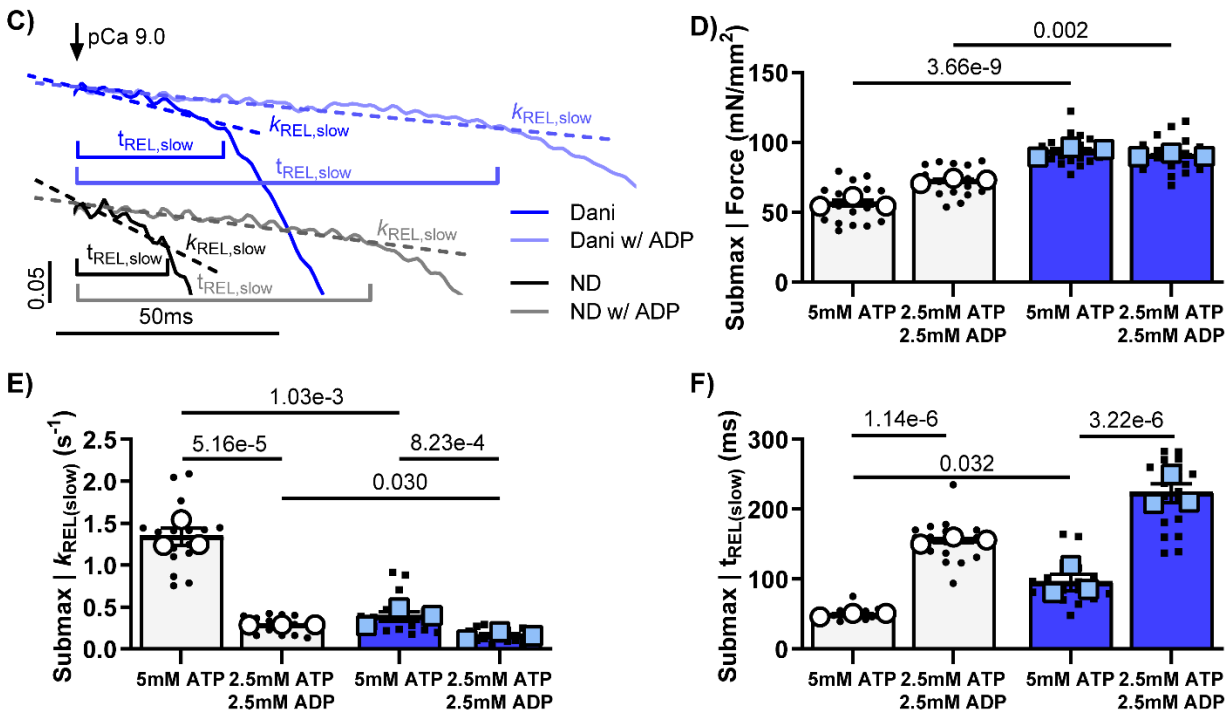 C)
pCa 9.0
kREL,slow
kREL,slow
tREL,slow
tREL,slow
kREL,slow
kREL,slow
tREL,slow
tREL,slow
0.05
50ms
Dani
Dani w/ ADP
ND
ND w/ ADP
D)
Submax | Force (mN/mm²)
150
100
50
0
0.002
3.66e-9
5mM ATP
2.5mM ATP
2.5mM ADP
5mM ATP
2.5mM ATP
2.5mM ADP
E)
Submax | kREL(slow) (s⁻¹)
2.5
2.0
1.5
1.0
0.5
0.0
1.03e-3
5.16e-5
8.23e-4
0.030
5mM ATP
2.5mM ATP
2.5mM ADP
5mM ATP
2.5mM ATP
2.5mM ADP
F)
Submax | tREL(slow) (ms)
300
200
100
0
1.14e-6
3.22e-6
0.032
5mM ATP
2.5mM ATP
2.5mM ADP
5mM ATP
2.5mM ATP
2.5mM ADP